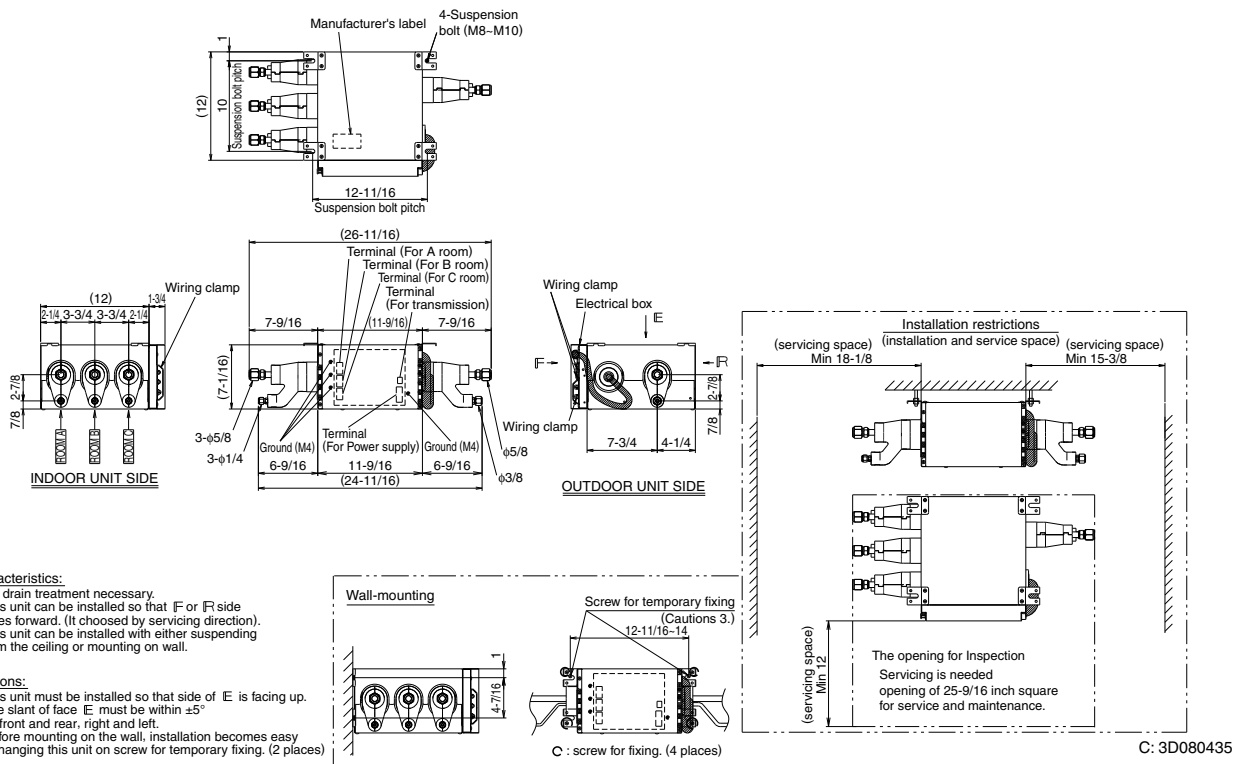 Manufacturer's label
4-Suspension
bolt (M8~M10)
1
(12)
10
Suspension bolt pitch
12-11/16
Suspension bolt pitch
(26-11/16)
Terminal (For A room)
Terminal (For B room)
Terminal (For C room)
Terminal
(For transmission)
7-9/16
(11-9/16)
7-9/16
(7-1/16)
3-φ5/8
3-φ1/4
Ground (M4)
Terminal
(For Power supply)
Ground (M4)
φ5/8
φ3/8
6-9/16
11-9/16
6-9/16
(24-11/16)
(12)
1-3/4
Wiring clamp
2-1/4
3-3/4
3-3/4
2-1/4
2-7/8
7/8
ROOM A
ROOM B
ROOM C
INDOOR UNIT SIDE
Wiring clamp
Electrical box
E
F
R
2-7/8
7/8
Wiring clamp
7-3/4
4-1/4
OUTDOOR UNIT SIDE
Installation restrictions
(installation and service space)
(servicing space)
Min 18-1/8
(servicing space)
Min 15-3/8
(servicing space)
Min 12
The opening for Inspection
Servicing is needed
opening of 25-9/16 inch square
for service and maintenance.
acteristics:
drain treatment necessary.
s unit can be installed so that F or R side
es forward. (It choosed by servicing direction).
s unit can be installed with either suspending
m the ceiling or mounting on wall.
ons:
s unit must be installed so that side of E is facing up.
e slant of face E must be within ±5°
front and rear, right and left.
fore mounting on the wall, installation becomes easy
hanging this unit on screw for temporary fixing. (2 places)
Wall-mounting
Screw for temporary fixing
(Cautions 3.)
12-11/16~14
1
4-7/16
: screw for fixing. (4 places)
C: 3D080435